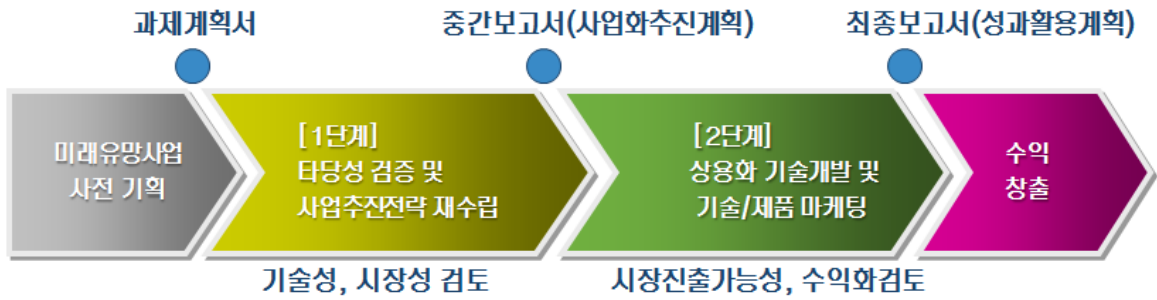 과제계획서
중간보고서(사업화추진계획)
최종보고서(성과활용계획)
미래유망사업
사전 기획
[1단계]
타당성 검증 및
사업추진전략 재수립
[2단계]
상용화 기술개발 및
기술/제품 마케팅
수익
창출
기술성, 시장성 검토
시장진출가능성, 수익화검토